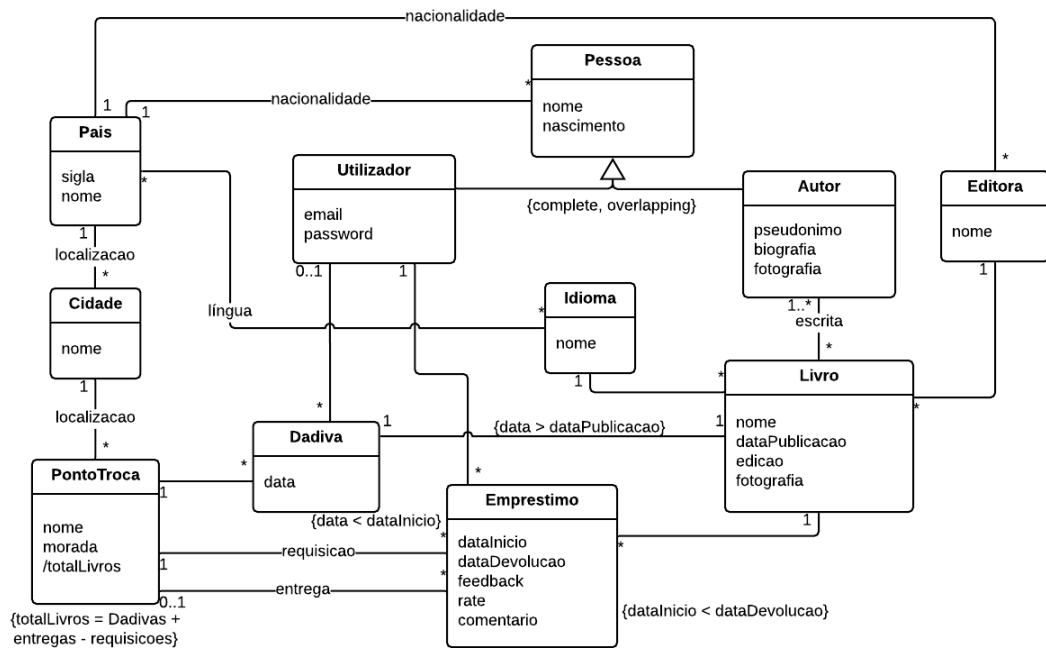 nacionalidade
Pessoa
nome
nascimento
nacionalidade
*
1
1
*
Pais
sigla
nome
*
1
Utilizador
email
password
0..1
1
{complete, overlapping}
Autor
pseudonimo
biografia
fotografia
1..*
Editora
nome
1
localizacao
*
Cidade
nome
1
língua
*
Idioma
nome
1
escrita
*
*
Livro
nome
dataPublicacao
edicao
fotografia
1
*
localizacao
*
*
Dadiva
data
1
{data > dataPublicacao}
1
PontoTroca
nome
morada
/totalLivros
1
*
1
0..1
{totalLivros = Dadivas +
entregas - requisicoes}
{data < dataInicio}
*
requisicao
*
entrega
*
Emprestimo
dataInicio
dataDevolucao
feedback
rate
comentario
*
{dataInicio < dataDevolucao}